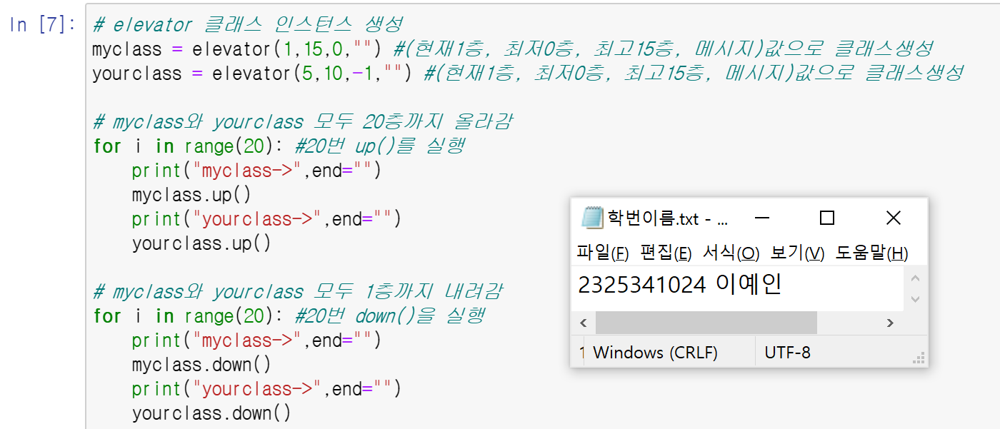 In [7]:
# elevator 클래스 인스턴스 생성
myclass = elevator(1,15,0,"") #(현재1층, 최저0층, 최고15층, 메시지)값으로 클래스생성
yourclass = elevator(5,10,-1,"") #(현재1층, 최저0층, 최고15층, 메시지)값으로 클래스생성
# myclass와 yourclass 모두 20층까지 올라감
for i in range(20): #20번 up()를 실행
    print("myclass->",end="")
    myclass.up()
    print("yourclass->",end="")
    yourclass.up()
# myclass와 yourclass 모두 1층까지 내려감
for i in range(20): #20번 down()을 실행
    print("myclass->",end="")
    myclass.down()
    print("yourclass->",end="")
    yourclass.down()
학번이름.txt - ...
파일(F) 편집(E) 서식(O) 보기(V) 도움말(H)
2325341024 이예인
1 Windows (CRLF) UTF-8